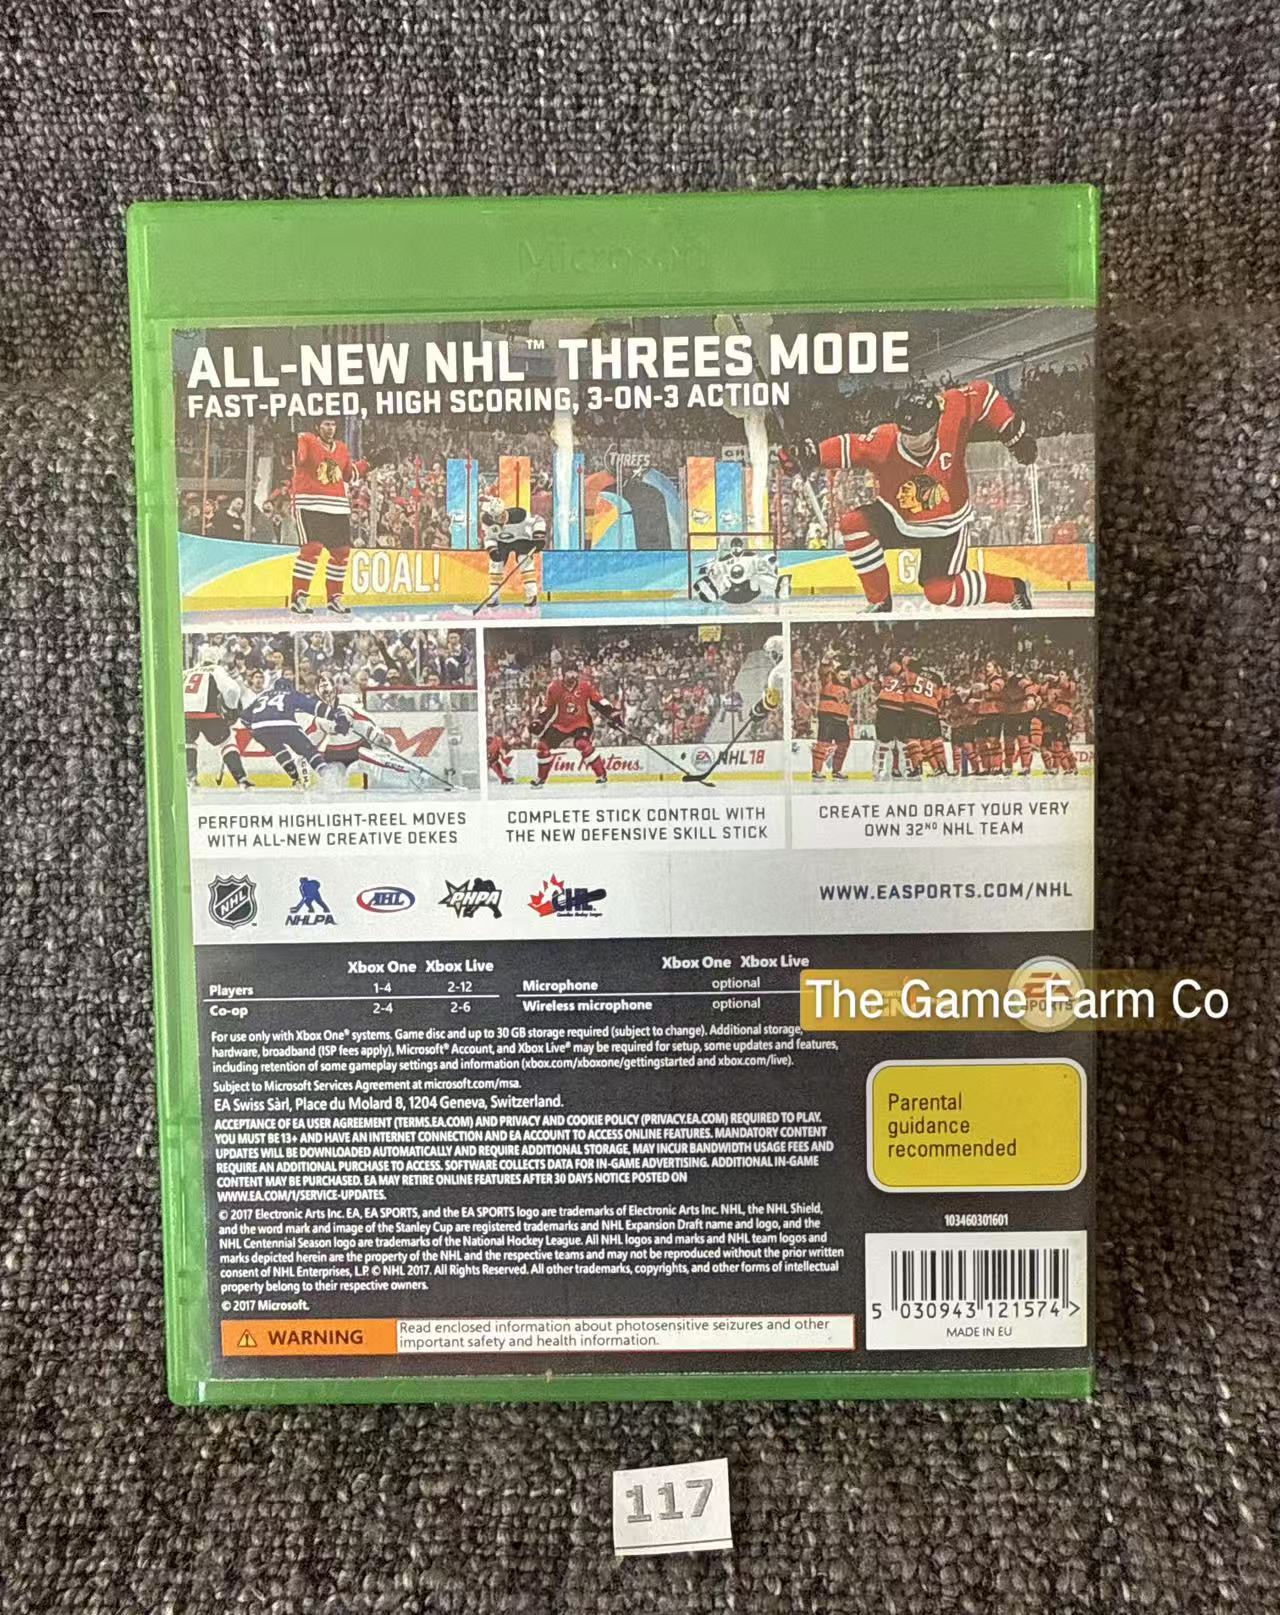 Microsoft
ALL-NEW NHL™ THREES MODE
FAST-PACED, HIGH SCORING, 3-ON-3 ACTION
THREES
GOAL!
C
9
34
Tim Hortons
EA SPORTS NHL18
32 59
PERFORM HIGHLIGHT-REEL MOVES
WITH ALL-NEW CREATIVE DEKES
COMPLETE STICK CONTROL WITH
THE NEW DEFENSIVE SKILL STICK
CREATE AND DRAFT YOUR VERY
OWN 32ND NHL TEAM
NHL
NHLPA
AHL
PHPA
CHL
Canadian Hockey League
WWW.EASPORTS.COM/NHL
Xbox One Xbox Live
Players 1-4 2-12
Co-op 2-4 2-6
Xbox One Xbox Live
Microphone optional
Wireless microphone optional
The Game Farm Co
EA SPORTS
For use only with Xbox One® systems. Game disc and up to 30 GB storage required (subject to change). Additional storage,
hardware, broadband (ISP fees apply), Microsoft® Account, and Xbox Live® may be required for setup, some updates and features,
including retention of some gameplay settings and information (xbox.com/xboxone/gettingstarted and xbox.com/live).
Subject to Microsoft Services Agreement at microsoft.com/msa.
EA Swiss Sàrl, Place du Molard 8, 1204 Geneva, Switzerland.
ACCEPTANCE OF EA USER AGREEMENT (TERMS.EA.COM) AND PRIVACY AND COOKIE POLICY (PRIVACY.EA.COM) REQUIRED TO PLAY.
YOU MUST BE 13+ AND HAVE AN INTERNET CONNECTION AND EA ACCOUNT TO ACCESS ONLINE FEATURES. MANDATORY CONTENT
UPDATES WILL BE DOWNLOADED AUTOMATICALLY AND REQUIRE ADDITIONAL STORAGE, MAY INCUR BANDWIDTH USAGE FEES AND
REQUIRE AN ADDITIONAL PURCHASE TO ACCESS. SOFTWARE COLLECTS DATA FOR IN-GAME ADVERTISING. ADDITIONAL IN-GAME
CONTENT MAY BE PURCHASED. EA MAY RETIRE ONLINE FEATURES AFTER 30 DAYS NOTICE POSTED ON
WWW.EA.COM/1/SERVICE-UPDATES.
© 2017 Electronic Arts Inc. EA, EA SPORTS, and the EA SPORTS logo are trademarks of Electronic Arts Inc. NHL, the NHL Shield,
and the word mark and image of the Stanley Cup are registered trademarks and NHL Expansion Draft name and logo, and the
NHL Centennial Season logo are trademarks of the National Hockey League. All NHL logos and marks and NHL team logos and
marks depicted herein are the property of the NHL and the respective teams and may not be reproduced without the prior written
consent of NHL Enterprises, L.P. © NHL 2017. All Rights Reserved. All other trademarks, copyrights, and other forms of intellectual
property belong to their respective owners.
© 2017 Microsoft.
Parental
guidance
recommended
103460301601
5 030943 121574 >
MADE IN EU
WARNING
Read enclosed information about photosensitive seizures and other
important safety and health information.
117